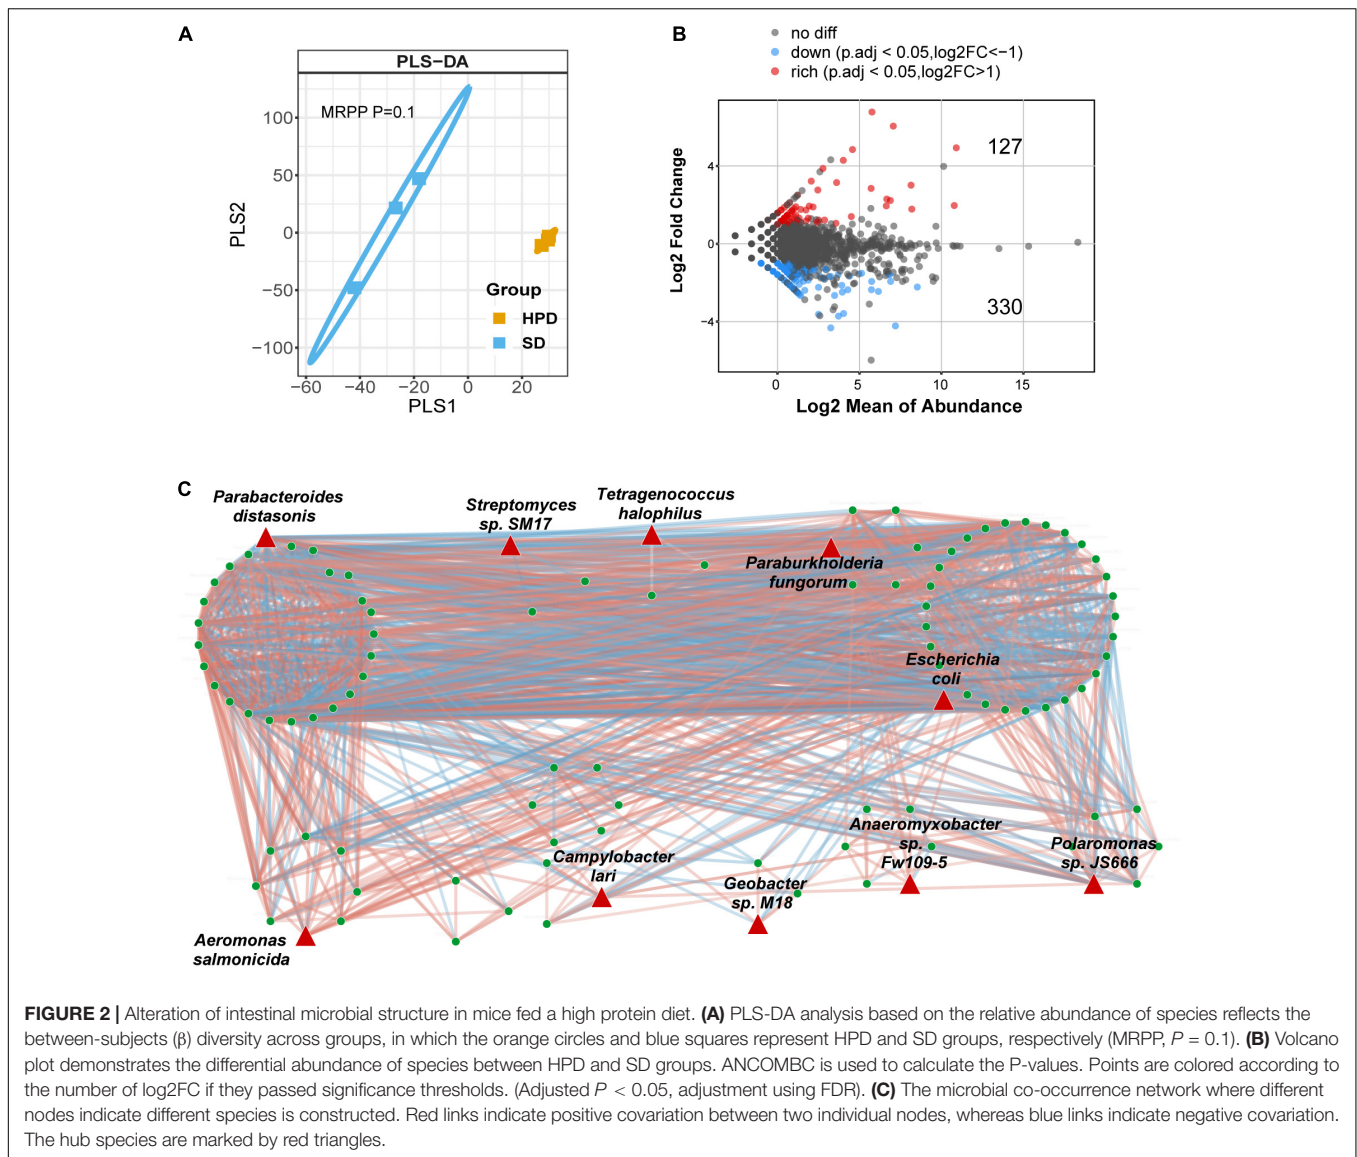 A
PLS−DA
MRPP P=0.1
100
50
0
−50
−100
PLS2
−60
−40
−20
0
20
PLS1
Group
HPD
SD
B
no diff
down (p.adj < 0.05,log2FC<−1)
rich (p.adj < 0.05,log2FC>1)
127
330
4
0
−4
Log2 Fold Change
0
5
10
15
Log2 Mean of Abundance
C
Parabacteroides
distasonis
Streptomyces
sp. SM17
Tetragenococcus
halophilus
Paraburkholderia
fungorum
Escherichia
coli
Anaeromyxobacter
sp.
Fw109-5
Polaromonas
sp. JS666
Campylobacter
lari
Geobacter
sp. M18
Aeromonas
salmonicida
FIGURE 2 | Alteration of intestinal microbial structure in mice fed a high protein diet. (A) PLS-DA analysis based on the relative abundance of species reflects the
between-subjects (β) diversity across groups, in which the orange circles and blue squares represent HPD and SD groups, respectively (MRPP, P = 0.1). (B) Volcano
plot demonstrates the differential abundance of species between HPD and SD groups. ANCOMBC is used to calculate the P-values. Points are colored according to
the number of log2FC if they passed significance thresholds. (Adjusted P < 0.05, adjustment using FDR). (C) The microbial co-occurrence network where different
nodes indicate different species is constructed. Red links indicate positive covariation between two individual nodes, whereas blue links indicate negative covariation.
The hub species are marked by red triangles.